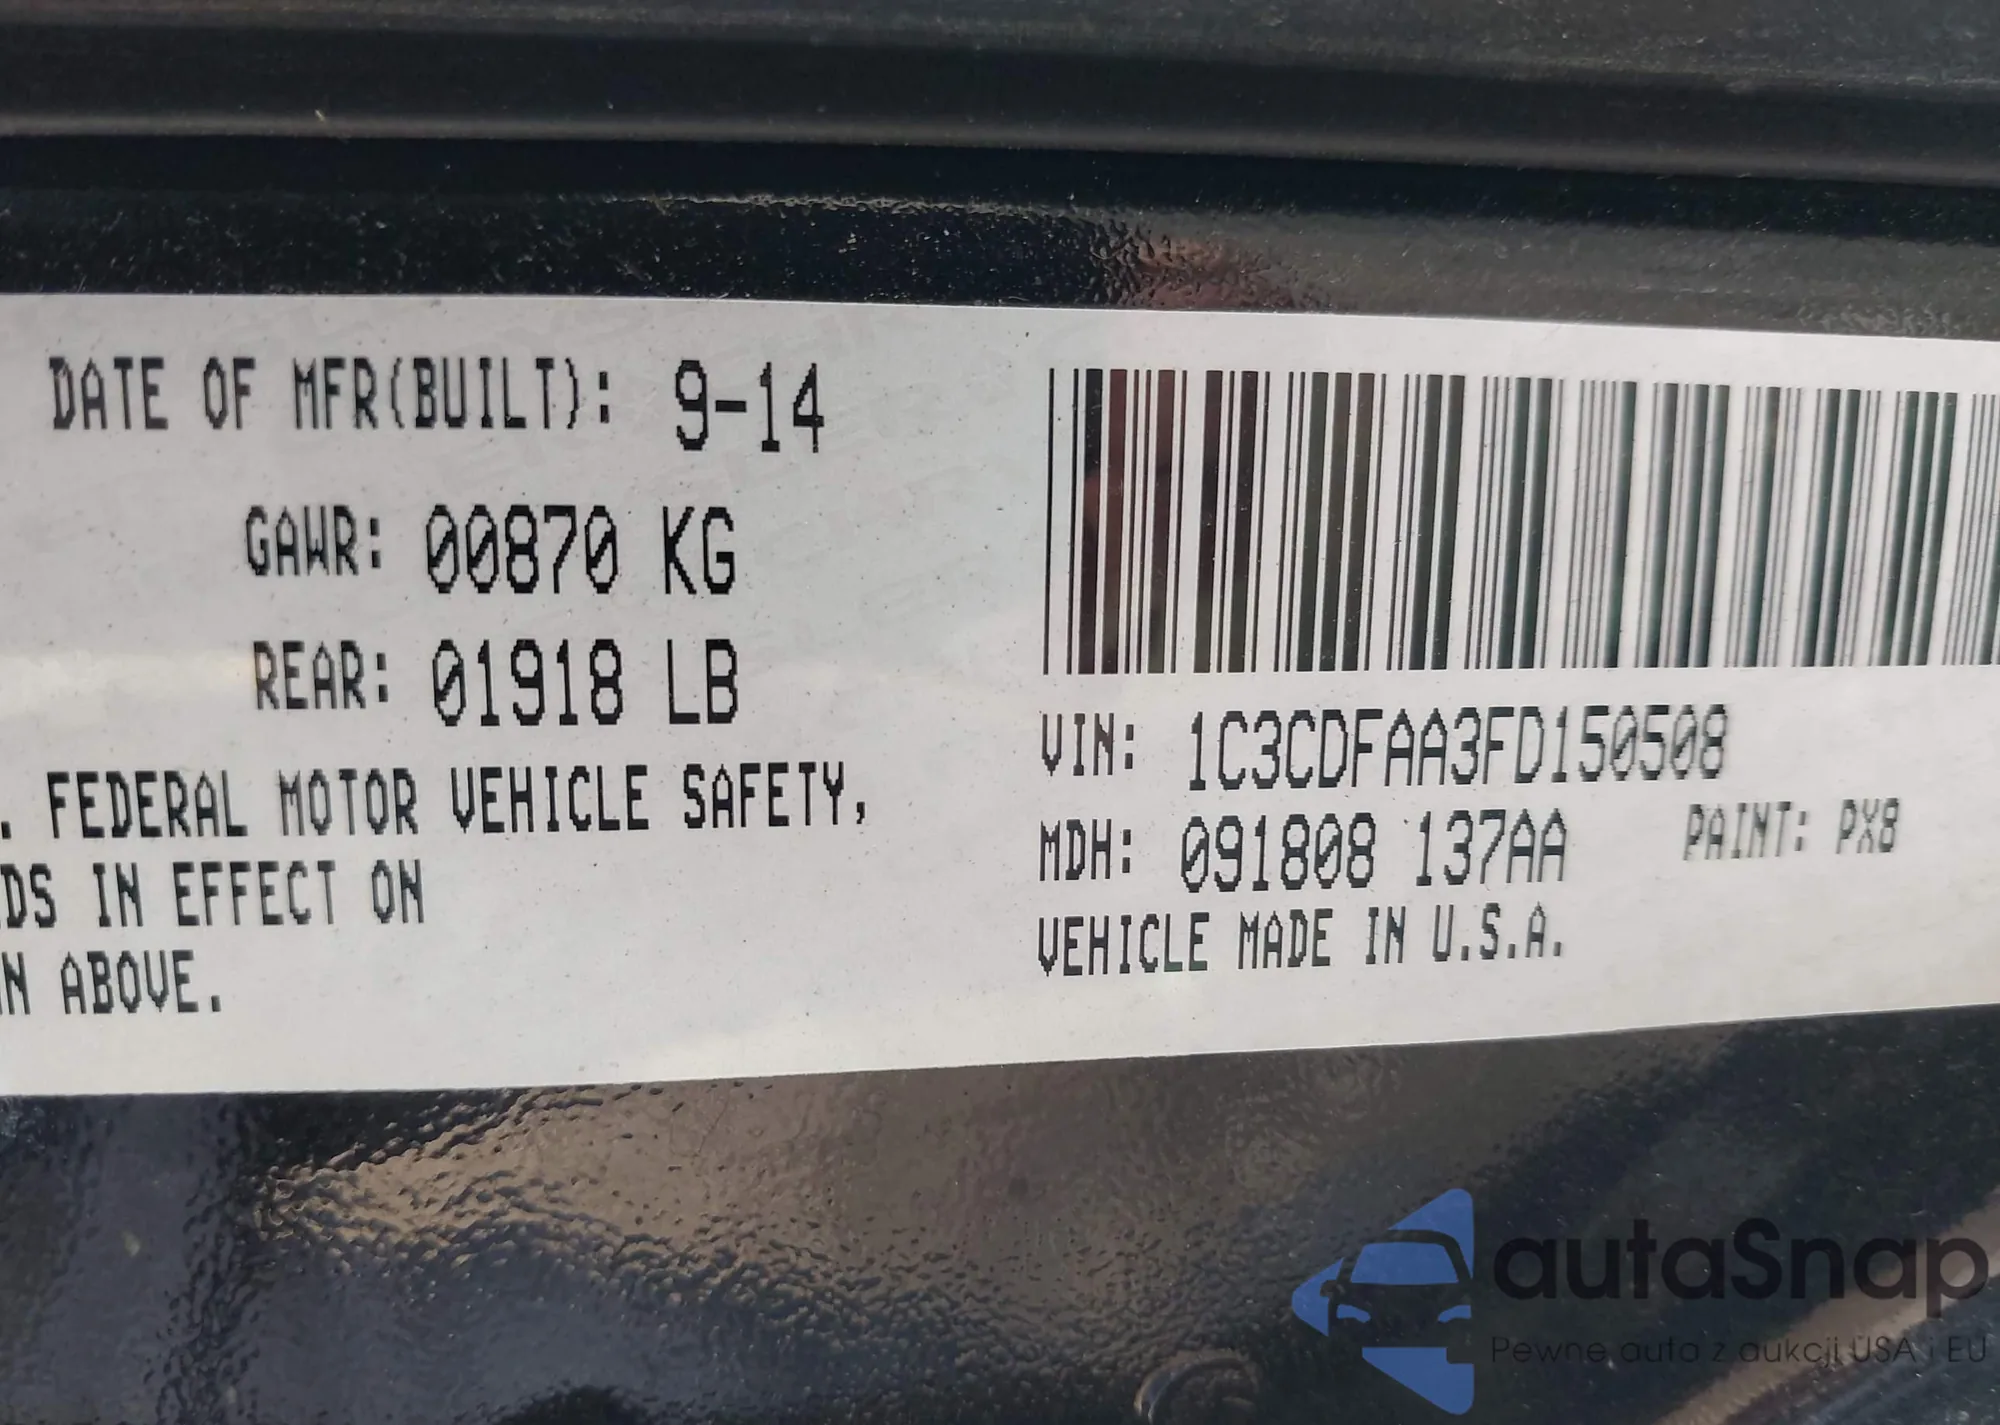 DATE OF MFR(BUILT): 9-14
GAWR: 00870 KG
REAR: 01918 LB
. FEDERAL MOTOR VEHICLE SAFETY,
DS IN EFFECT ON
N ABOVE.
VIN: 1C3CDFAA3FD150508
MDH: 091808 137AA PAINT: PX8
VEHICLE MADE IN U.S.A.
autaSnap
Pewne auta z aukcji USA i EU